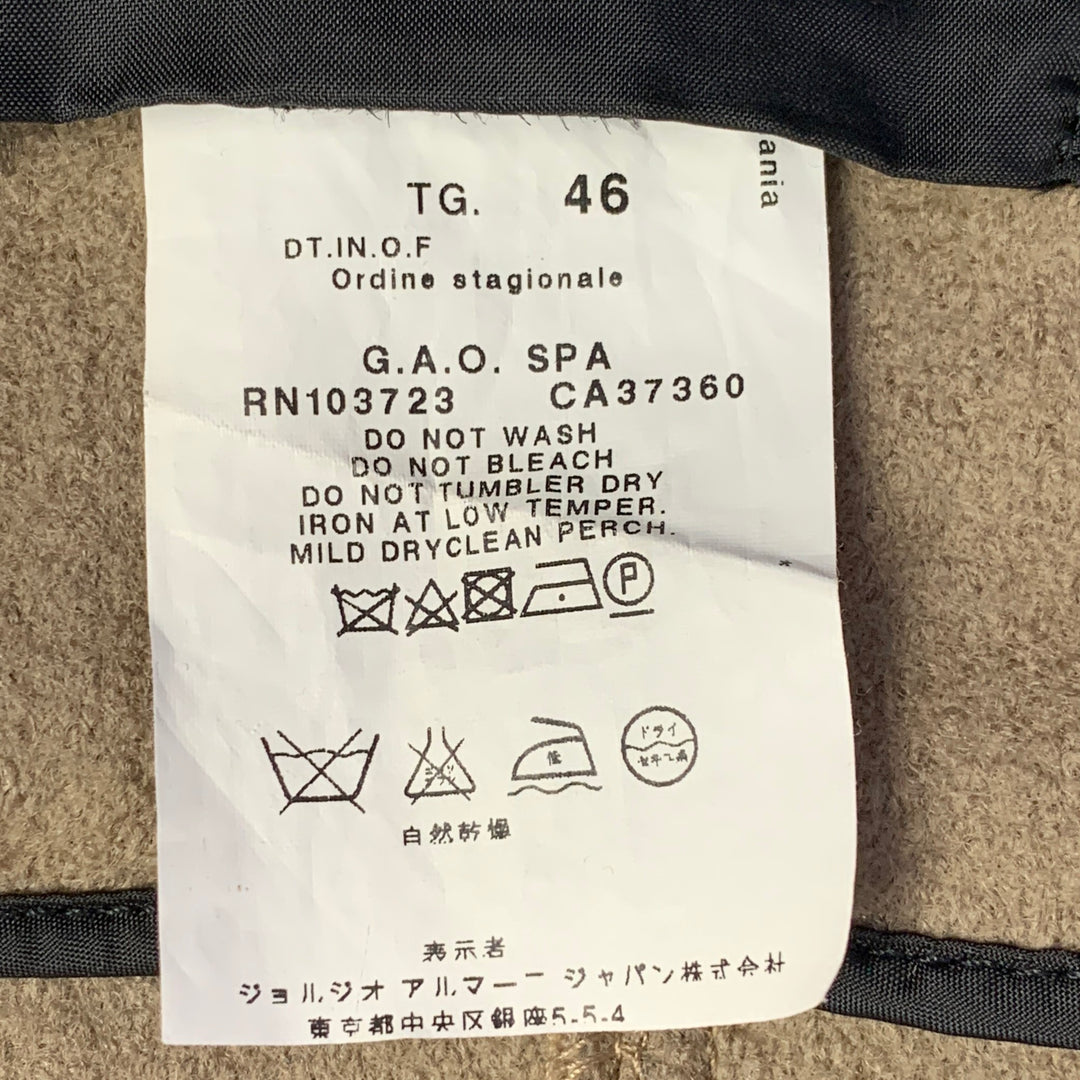 ania
TG. 46
DT.IN.O.F
Ordine stagionale
G.A.O. SPA
RN103723 CA37360
DO NOT WASH
DO NOT BLEACH
DO NOT TUMBLER DRY
IRON AT LOW TEMPER.
MILD DRYCLEAN PERCH.
P
低
ドライ
自然乾燥
表示者
ジョルジオ アルマーニ ジャパン株式会社
東京都中央区銀座5-5-4